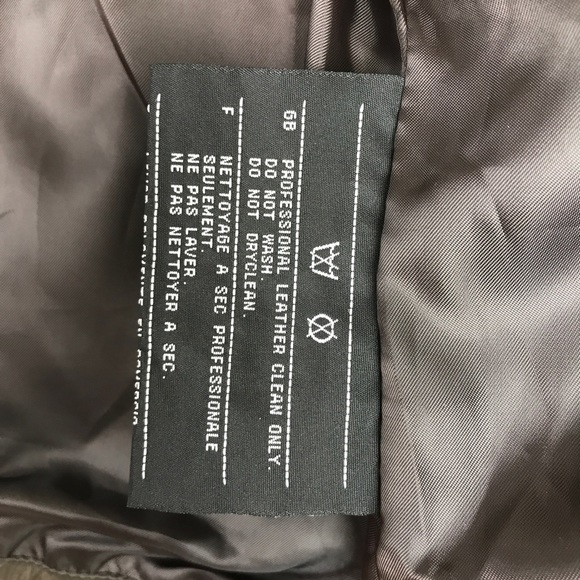 GB
PROFESSIONAL LEATHER CLEAN ONLY.
DO NOT WASH.
DO NOT DRYCLEAN.
F
NETTOYAGE A SEC PROFESSIONALE
SEULEMENT.
NE PAS LAVER.
NE PAS NETTOYER A SEC.